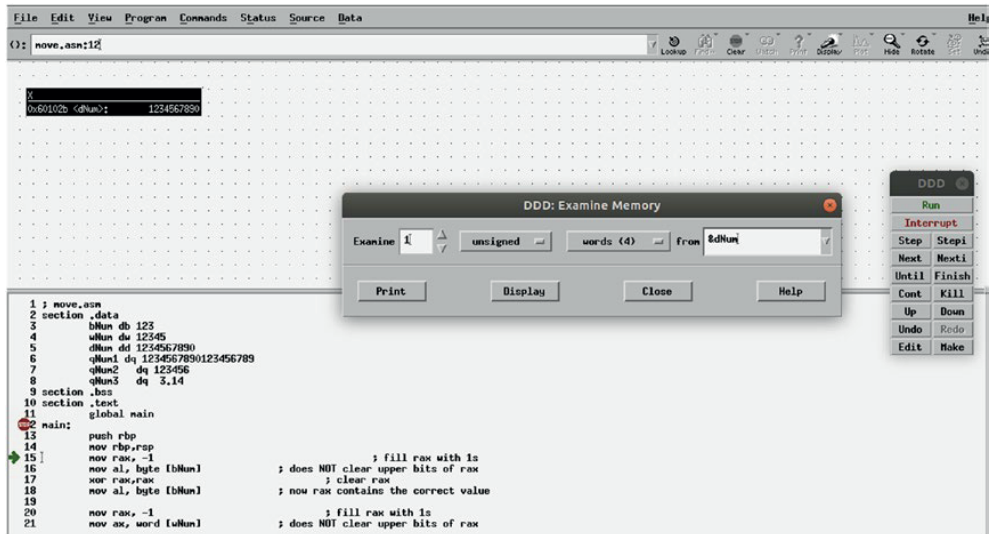 File Edit View Program Commands Status Source Data Help
(): move.asm:12
Lookup Clear Display Hide Rotate Set Undi
X
0x60102b <dNum>: 1234567890
DDD: Examine Memory
Examine 1 unsigned words (4) from &dNum
Print Display Close Help
DDD
Run
Interrupt
Step Stepi
Next Nexti
Until Finish
Cont Kill
Up Down
Undo Redo
Edit Make
1 ; move.asm
2 section .data
3 bNum db 123
4 wNum dw 12345
5 dNum dd 1234567890
6 qNum1 dq 1234567890123456789
7 qNum2 dq 123456
8 qNum3 dq 3.14
9 section .bss
10 section .text
11 global main
2 main:
13 push rbp
14 mov rbp,rsp
15 mov rax, -1 ; fill rax with 1s
16 mov al, byte [bNum] ; does NOT clear upper bits of rax
17 xor rax,rax ; clear rax
18 mov al, byte [bNum] ; now rax contains the correct value
19
20 mov rax, -1 ; fill rax with 1s
21 mov ax, word [wNum] ; does NOT clear upper bits of rax